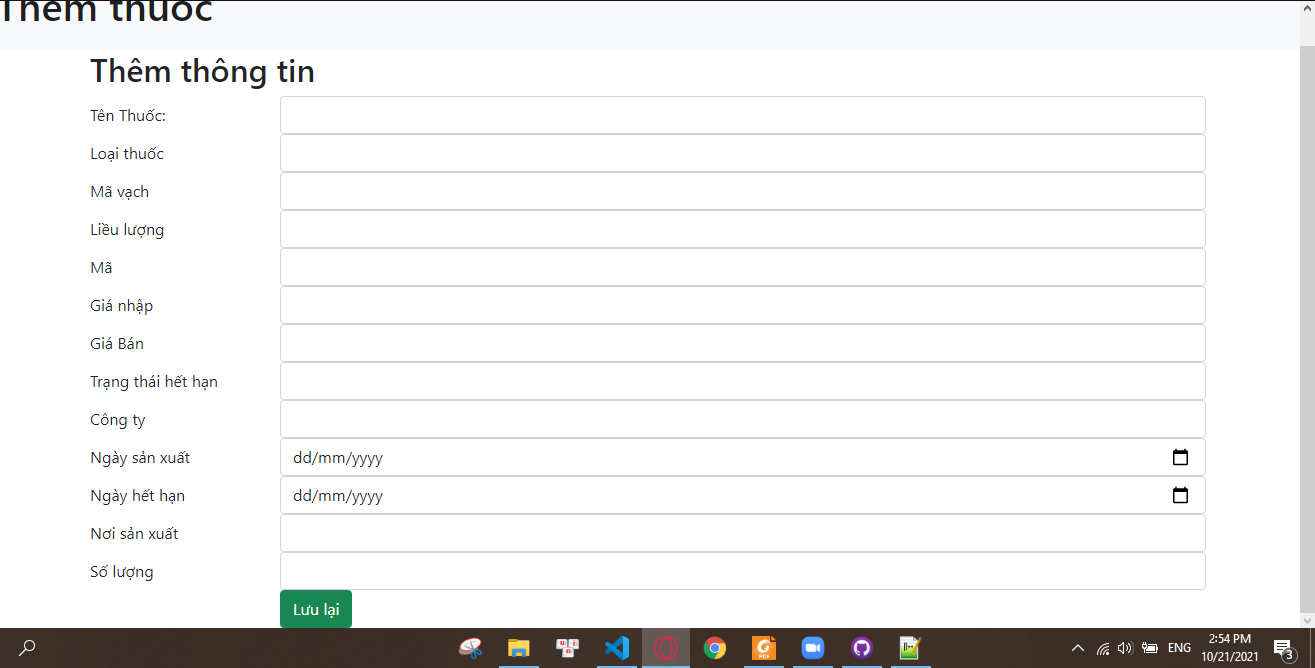 Thêm thuốc
Thêm thông tin
Tên Thuốc:
Loại thuốc
Mã vạch
Liều lượng
Mã
Giá nhập
Giá Bán
Trạng thái hết hạn
Công ty
Ngày sản xuất
dd/mm/yyyy
Ngày hết hạn
dd/mm/yyyy
Nơi sản xuất
Số lượng
Lưu lại
PDF
ENG
2:54 PM
10/21/2021
3